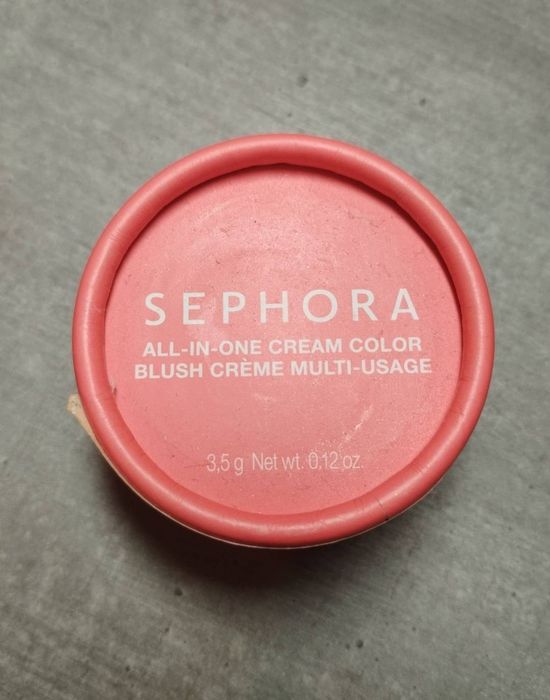 SEPHORA
ALL-IN-ONE CREAM COLOR
BLUSH CRÈME MULTI-USAGE
3,5 g Net wt. 0.12 oz.